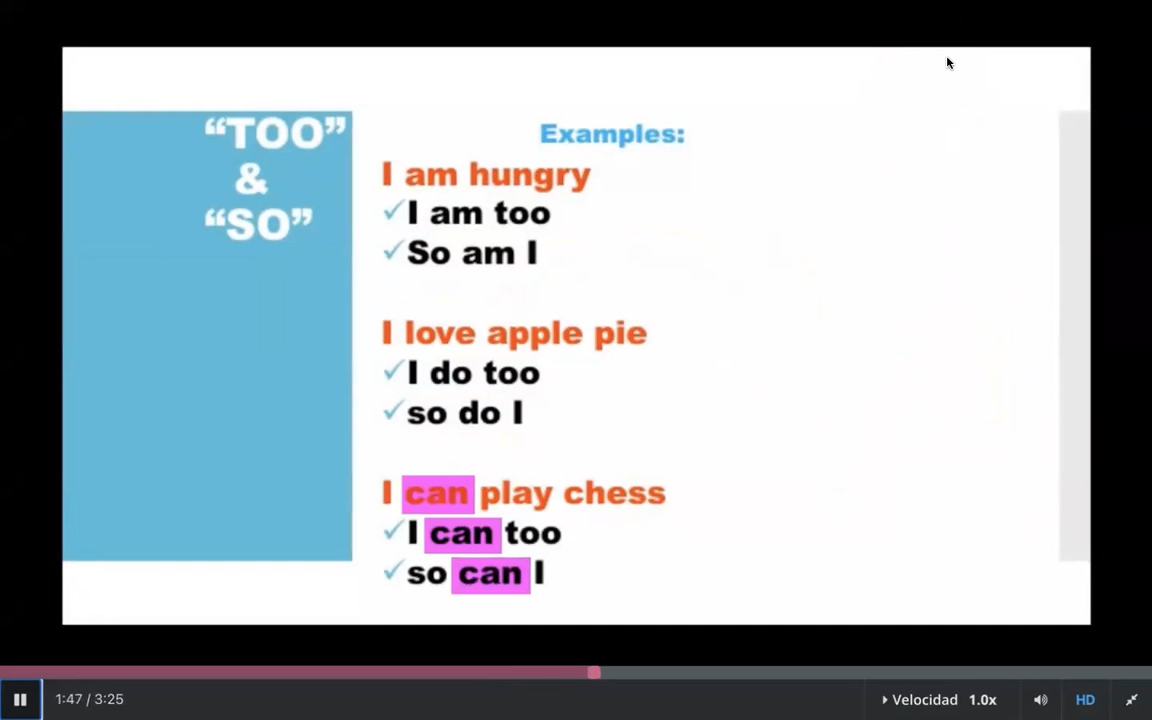 “TOO”
&
“SO”
Examples:
I am hungry
✓I am too
✓So am I
I love apple pie
✓I do too
✓so do I
I can play chess
✓I can too
✓so can I
1:47 / 3:25
Velocidad 1.0x
HD